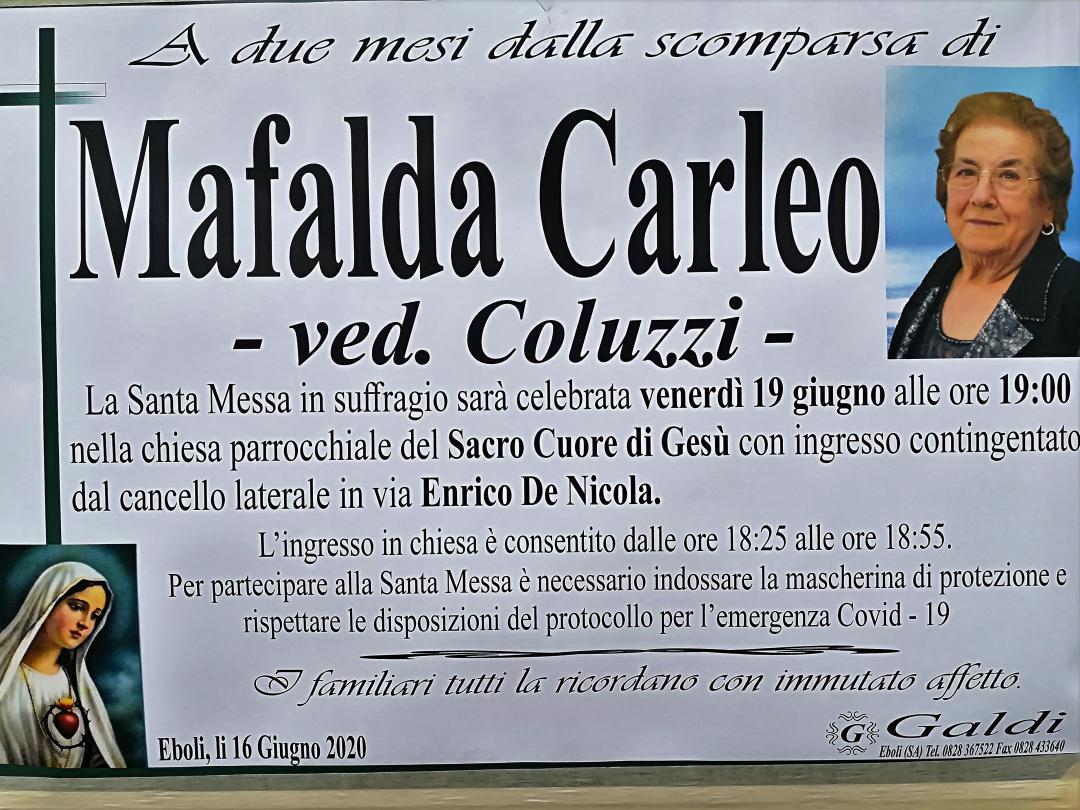 A due mesi dalla scomparsa di
Mafalda Carleo
- ved. Coluzzi -
La Santa Messa in suffragio sarà celebrata venerdì 19 giugno alle ore 19:00
nella chiesa parrocchiale del Sacro Cuore di Gesù con ingresso contingentato
dal cancello laterale in via Enrico De Nicola.
L'ingresso in chiesa è consentito dalle ore 18:25 alle ore 18:55.
Per partecipare alla Santa Messa è necessario indossare la mascherina di protezione e
rispettare le disposizioni del protocollo per l'emergenza Covid - 19
I familiari tutti la ricordano con immutato affetto.
Eboli, li 16 Giugno 2020
G Galdi
Eboli (SA) Tel. 0828 367522 Fax 0828 433640